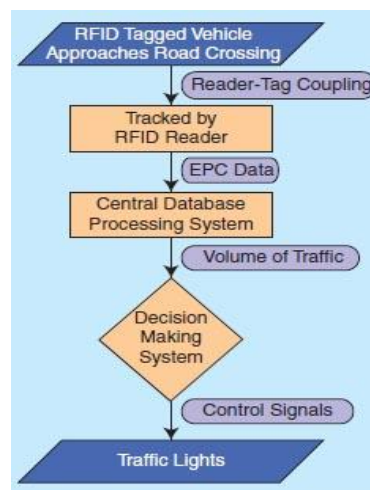 RFID Tagged Vehicle
Approaches Road Crossing
Reader-Tag Coupling
Tracked by
RFID Reader
EPC Data
Central Database
Processing System
Volume of Traffic
Decision
Making
System
Control Signals
Traffic Lights